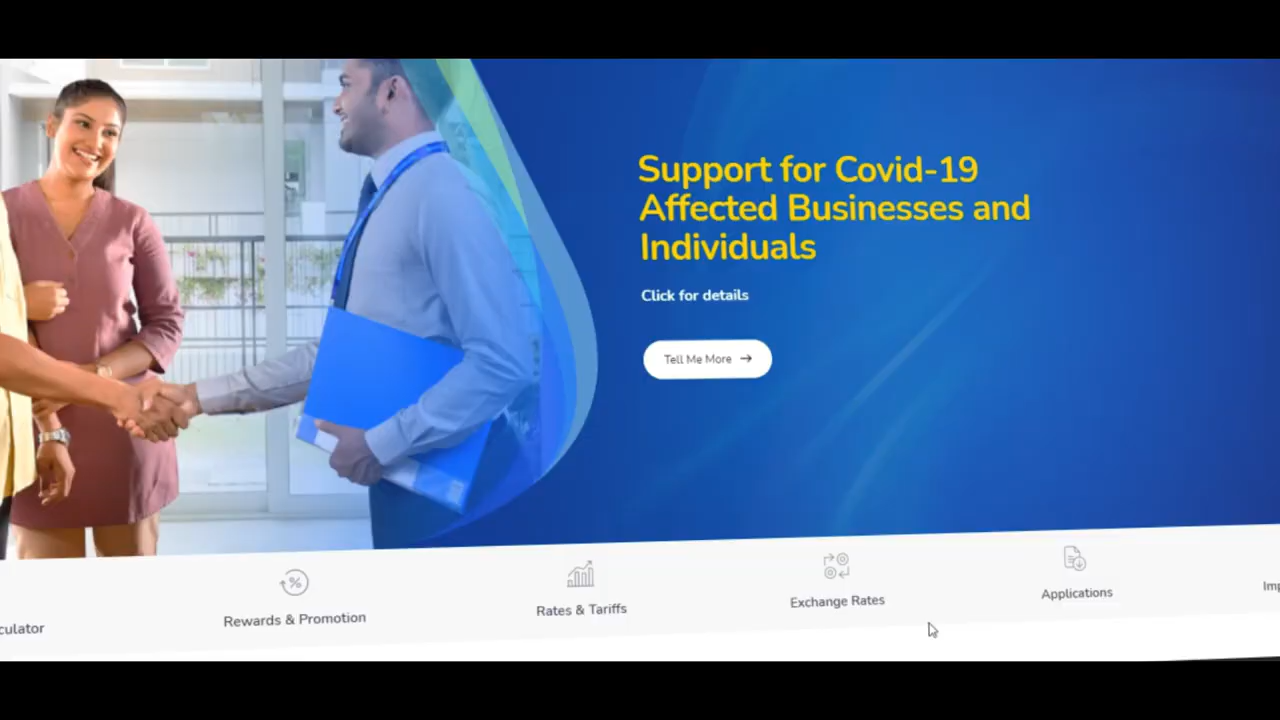 Support for Covid-19
Affected Businesses and
Individuals
Click for details
Tell Me More
culator
Rewards & Promotion
Rates & Tariffs
Exchange Rates
Applications
Imp